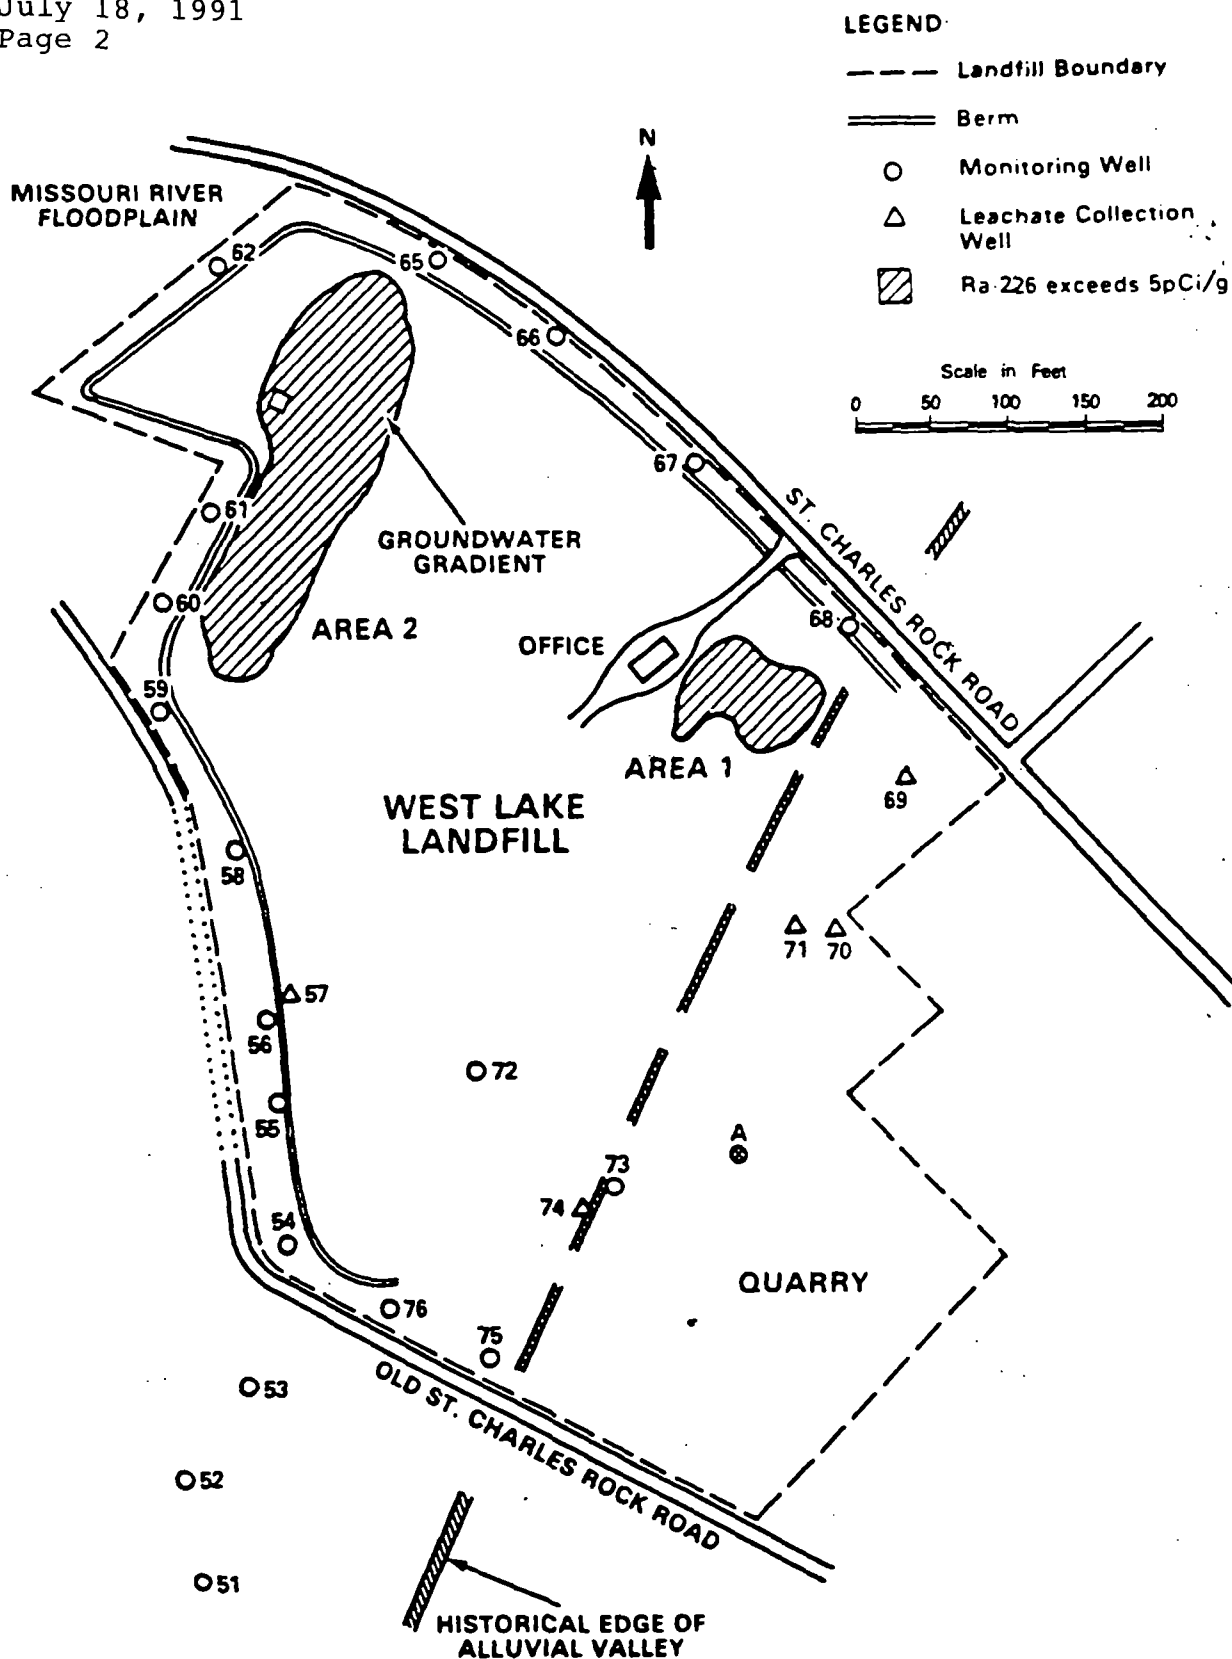 July 18, 1991
Page 2
LEGEND
Landfill Boundary
Berm
Monitoring Well
Leachate Collection
Well
Ra-226 exceeds 5pCi/g
Scale in Feet
0 50 100 150 200
N
MISSOURI RIVER
FLOODPLAIN
62
65
66
67
61
GROUNDWATER
GRADIENT
ST. CHARLES ROCK ROAD
60
AREA 2
OFFICE
68
59
AREA 1
69
WEST LAKE
LANDFILL
58
71 70
57
56
72
55
A
73
74
54
QUARRY
76
75
53
OLD ST. CHARLES ROCK ROAD
52
51
HISTORICAL EDGE OF
ALLUVIAL VALLEY